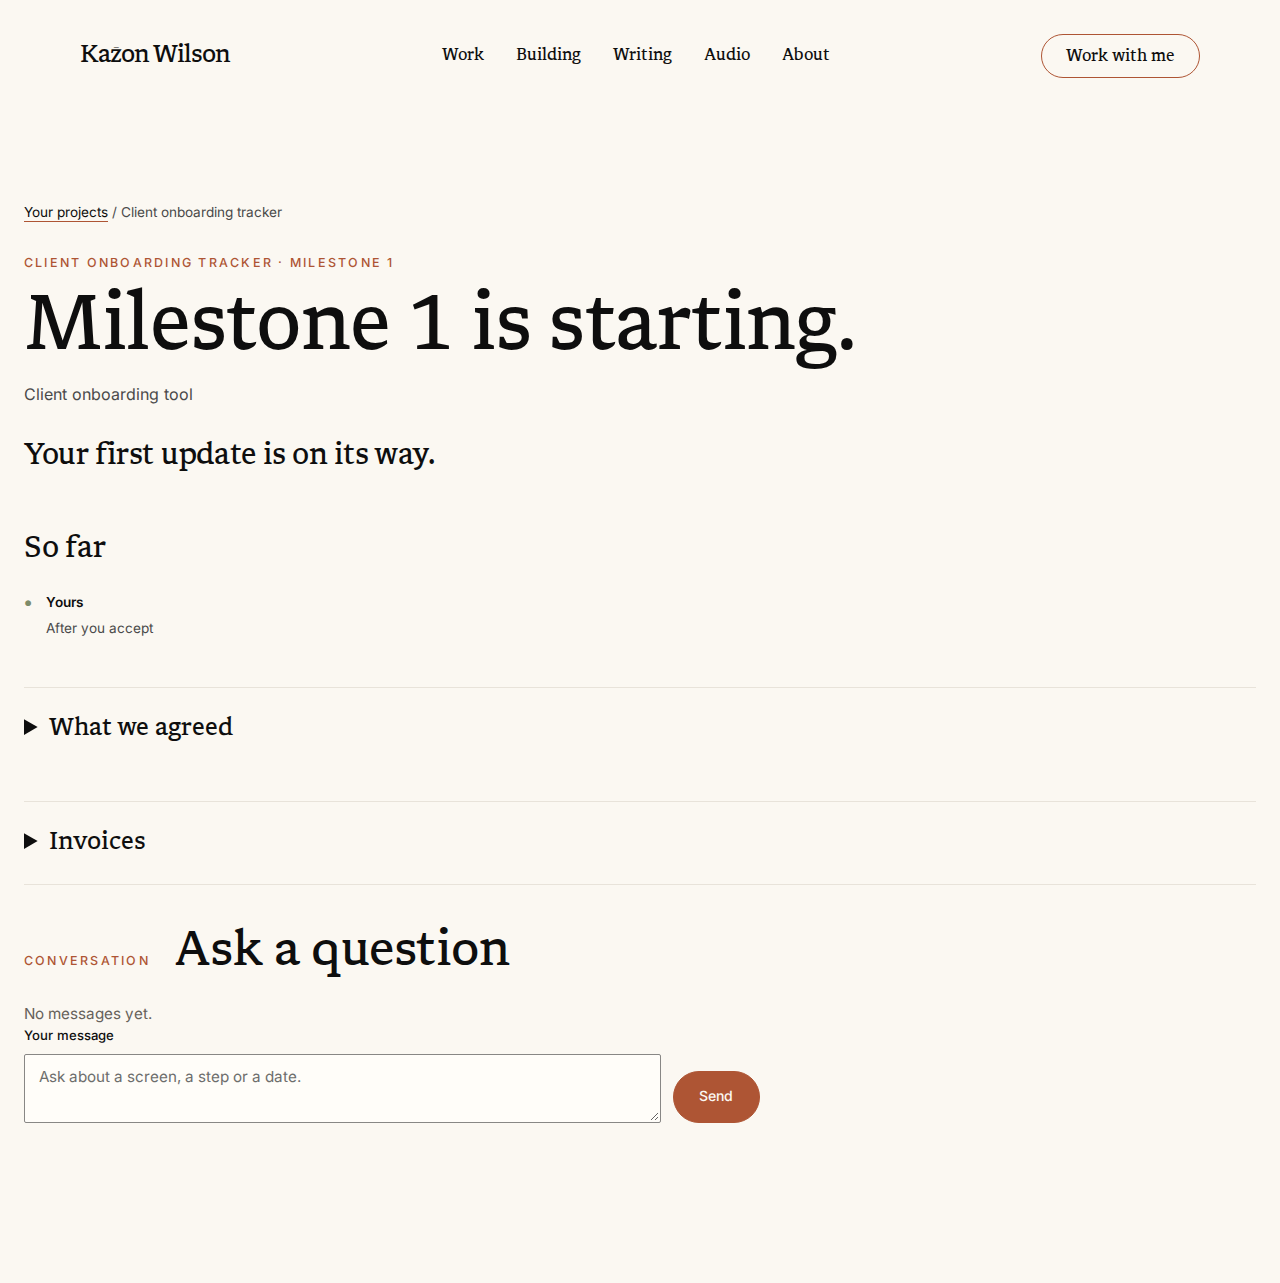 Kažon Wilson
Work
Building
Writing
Audio
About
Work with me
Your projects / Client onboarding tracker
CLIENT ONBOARDING TRACKER · MILESTONE 1
Milestone 1 is starting.
Client onboarding tool
Your first update is on its way.
So far
Yours
After you accept
What we agreed
Invoices
CONVERSATION
Ask a question
No messages yet.
Your message
Ask about a screen, a step or a date.
Send